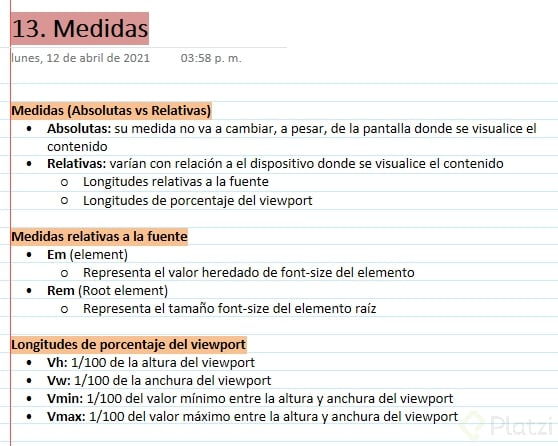 13. Medidas
lunes, 12 de abril de 2021 03:58 p. m.
Medidas (Absolutas vs Relativas)
• Absolutas: su medida no va a cambiar, a pesar, de la pantalla donde se visualice el
contenido
• Relativas: varían con relación a el dispositivo donde se visualice el contenido
o Longitudes relativas a la fuente
o Longitudes de porcentaje del viewport
Medidas relativas a la fuente
• Em (element)
o Representa el valor heredado de font-size del elemento
• Rem (Root element)
o Representa el tamaño font-size del elemento raíz
Longitudes de porcentaje del viewport
• Vh: 1/100 de la altura del viewport
• Vw: 1/100 de la anchura del viewport
• Vmin: 1/100 del valor mínimo entre la altura y anchura del viewport
• Vmax: 1/100 del valor máximo entre la altura y anchura del viewport
Platzi